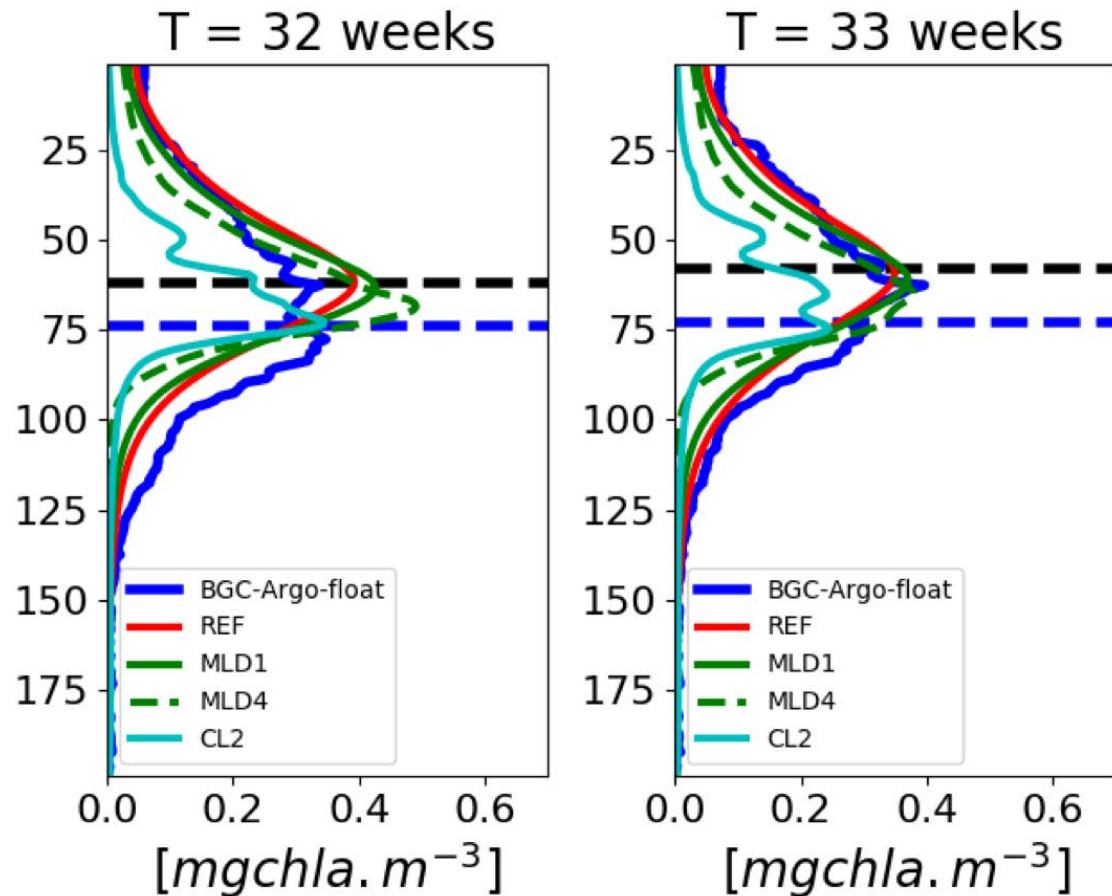 T = 32 weeks
25
50
75
100
125
150
175
BGC-Argo-float
REF
MLD1
MLD4
CL2
0.0 0.2 0.4 0.6
[mgchla.m⁻³]
T = 33 weeks
25
50
75
100
125
150
175
BGC-Argo-float
REF
MLD1
MLD4
CL2
0.0 0.2 0.4 0.6
[mgchla.m⁻³]